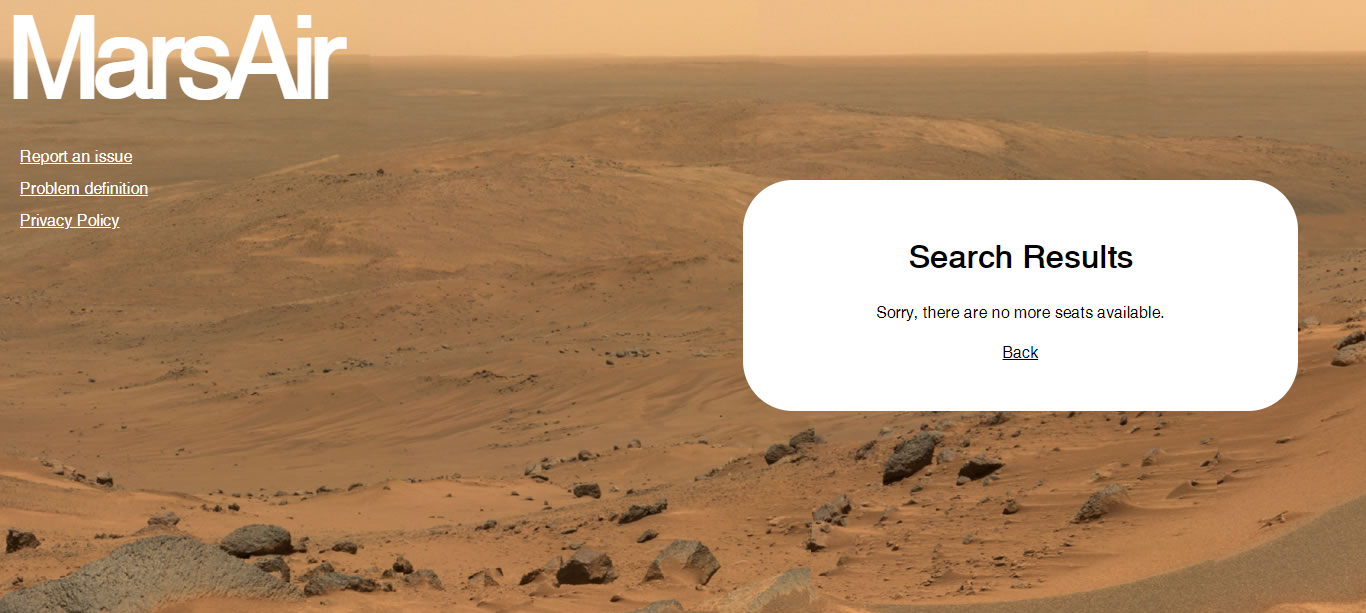 MarsAir
Report an issue
Problem definition
Privacy Policy
Search Results
Sorry, there are no more seats available.
Back